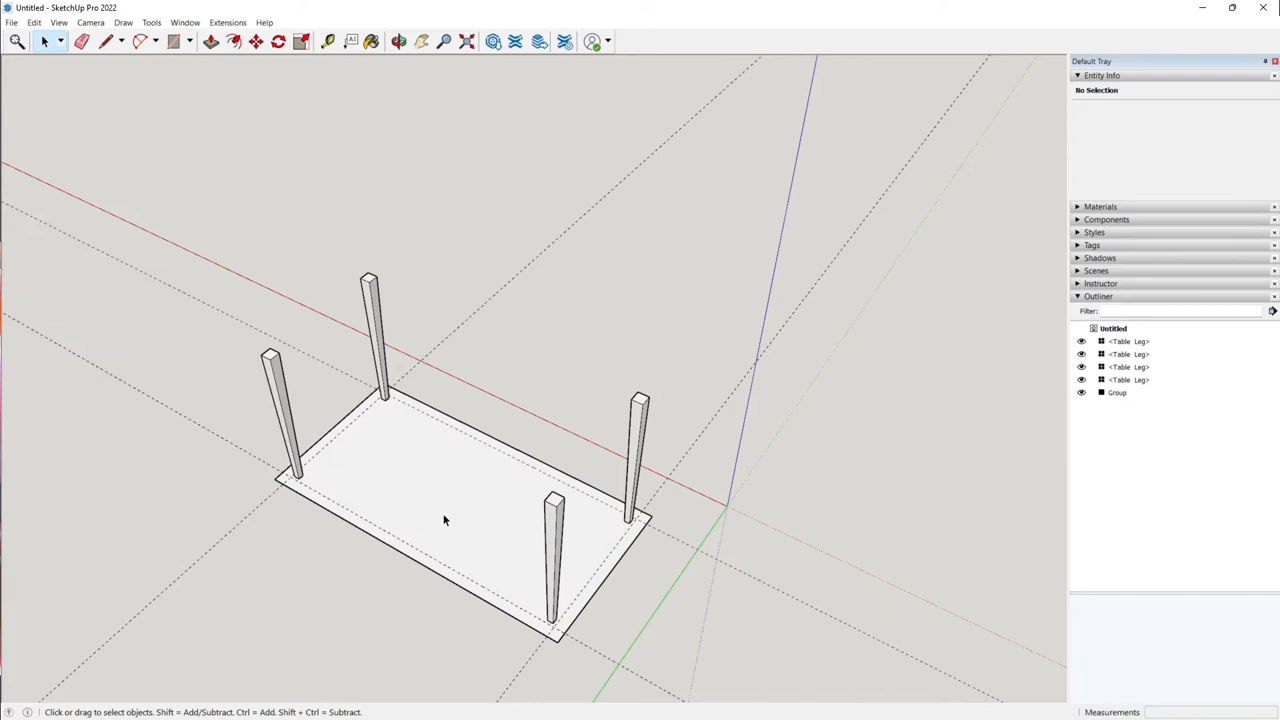 Untitled - SketchUp Pro 2022
File Edit View Camera Draw Tools Window Extensions Help
Default Tray
Entity Info
No Selection
Materials
Components
Styles
Tags
Shadows
Scenes
Instructor
Outliner
Filter:
Untitled
<Table Leg>
<Table Leg>
<Table Leg>
<Table Leg>
Group
Click or drag to select objects. Shift = Add/Subtract. Ctrl = Add. Shift + Ctrl = Subtract.
Measurements